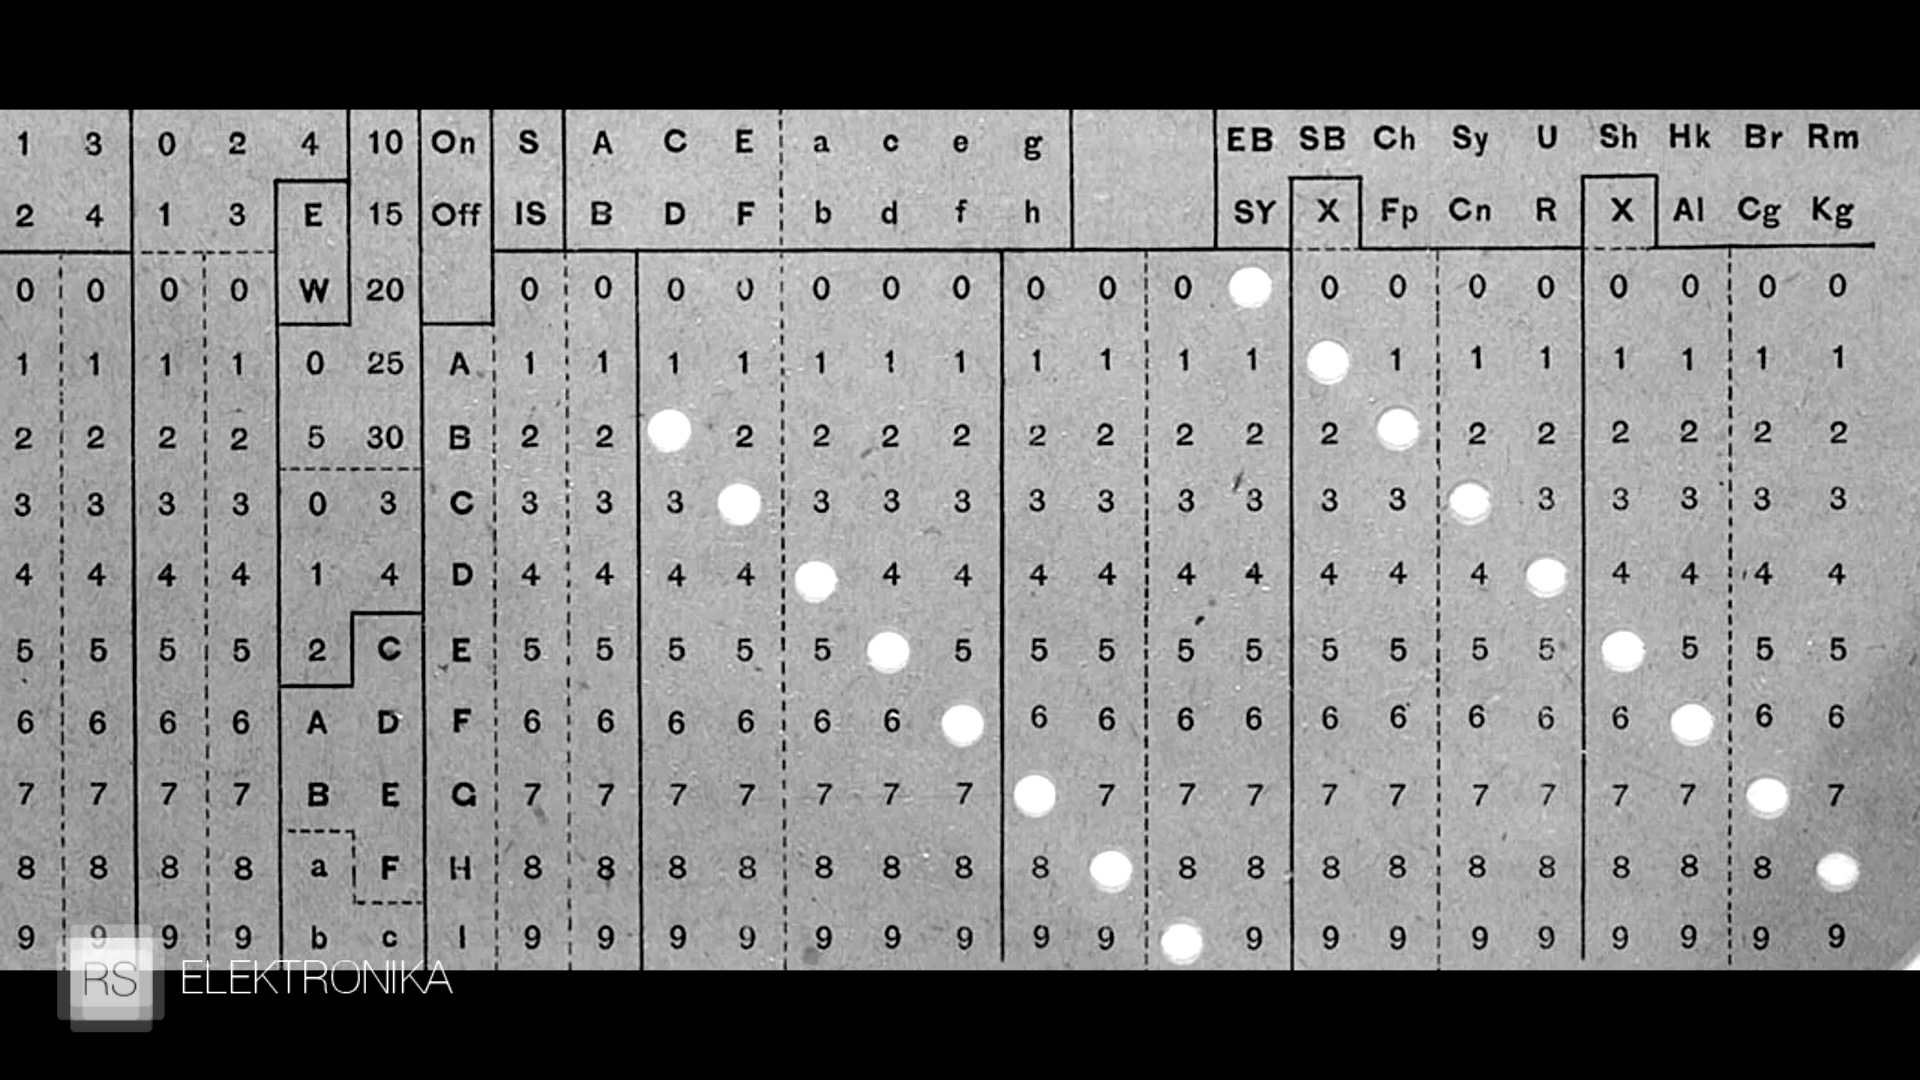 1 3 0 2 4 10 On S A C E a c e g EB SB Ch Sy U Sh Hk Br Rm
2 4 1 3 E 15 Off IS B D F b d f h SY X Fp Cn R X Al Cg Kg
0 0 0 0 W 20 0 0 0 0 0 0 0 0 0 0 0 0 0 0 0 0 0 0
1 1 1 1 0 25 A 1 1 1 1 1 1 1 1 1 1 1 1 1 1 1 1 1 1
2 2 2 2 5 30 B 2 2 2 2 2 2 2 2 2 2 2 2 2 2 2 2 2
3 3 3 3 0 3 C 3 3 3 3 3 3 3 3 3 3 3 3 3 3 3 3 3
4 4 4 4 1 4 D 4 4 4 4 4 4 4 4 4 4 4 4 4 4 4 4 4
5 5 5 5 2 C E 5 5 5 5 5 5 5 5 5 5 5 5 5 5 5 5 5
6 6 6 6 A D F 6 6 6 6 6 6 6 6 6 6 6 6 6 6 6 6 6
7 7 7 7 B E G 7 7 7 7 7 7 7 7 7 7 7 7 7 7 7 7 7
8 8 8 8 a F H 8 8 8 8 8 8 8 8 8 8 8 8 8 8 8 8 8
9 9 9 9 b c I 9 9 9 9 9 9 9 9 9 9 9 9 9 9 9 9 9
RS ELEKTRONIKA